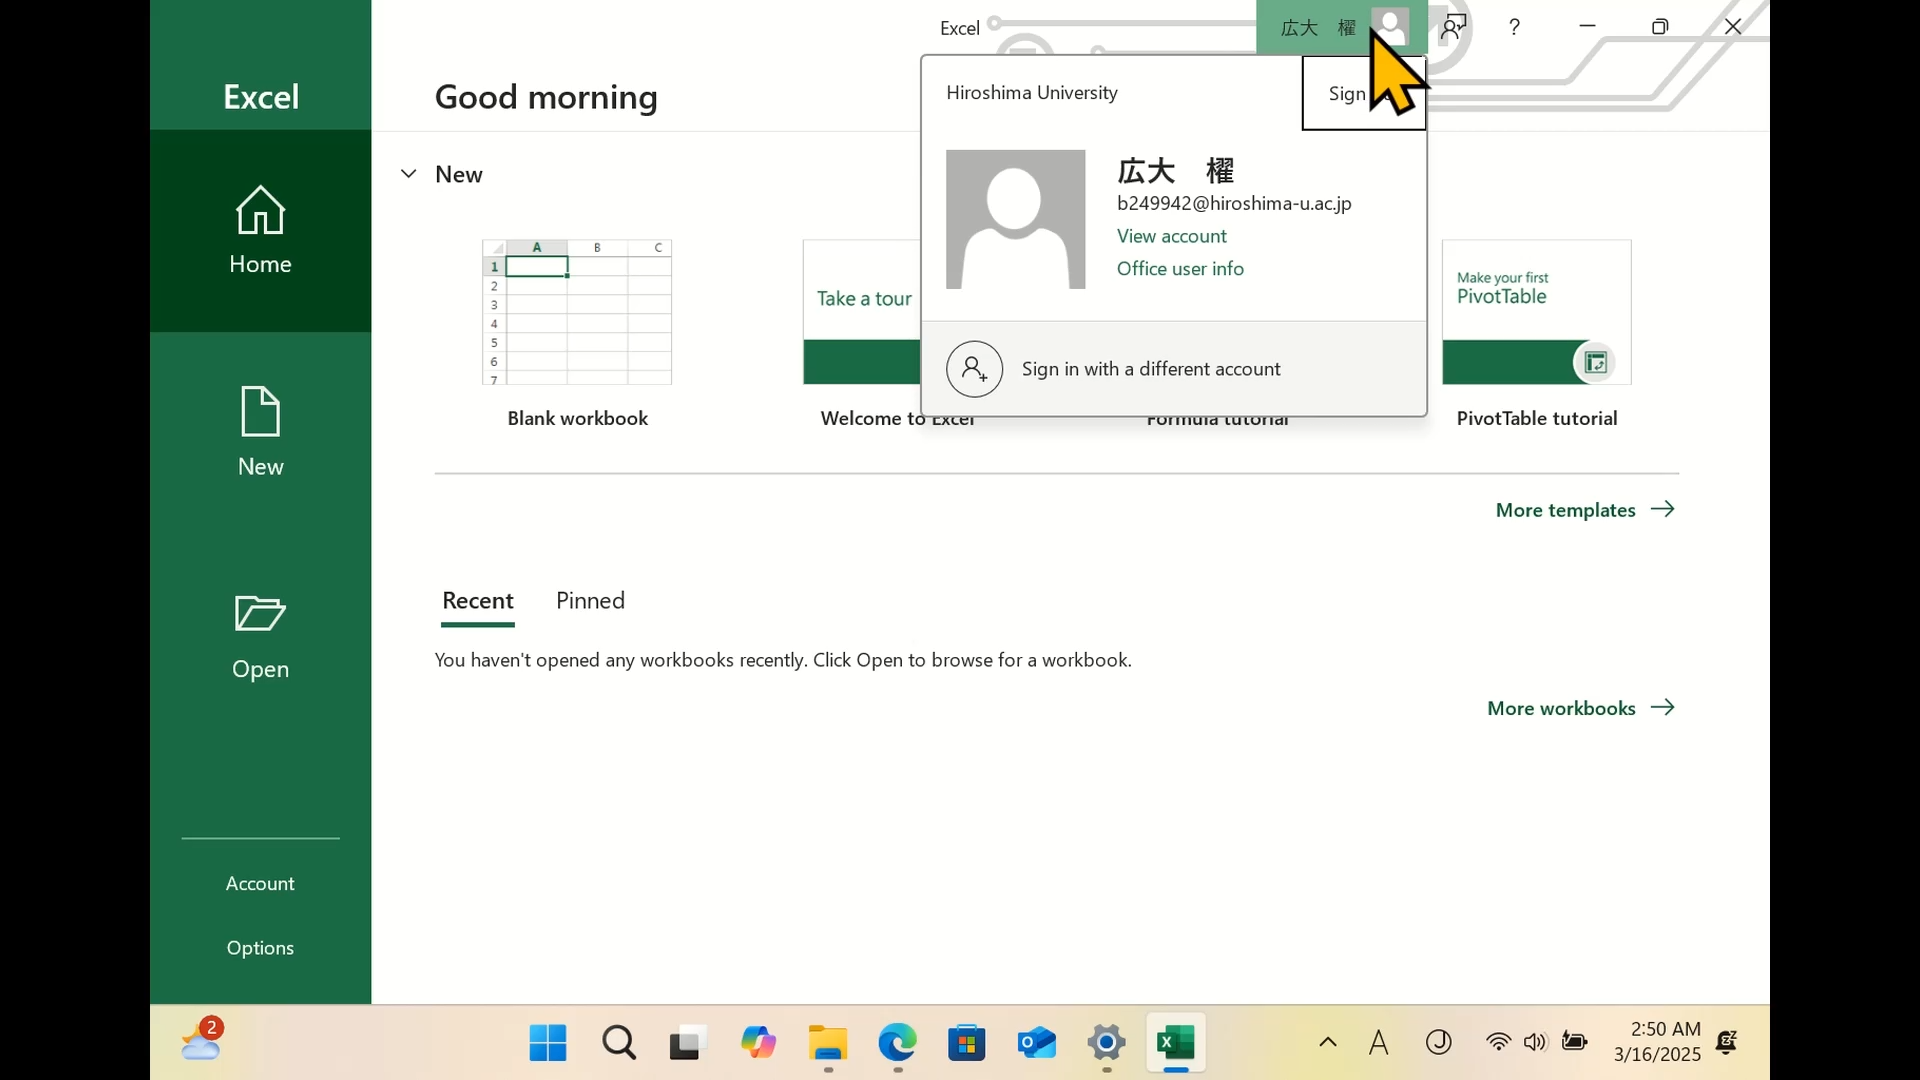 Excel
広大 櫂
?
Excel
Good morning
Hiroshima University
Sign
広大 櫂
b249942@hiroshima-u.ac.jp
View account
Office user info
Sign in with a different account
Home
New
Open
Account
Options
New
A B C
1
2
3
4
5
6
7
Take a tour
Make your first
PivotTable
Blank workbook
Welcome to Excel
Formula tutorial
PivotTable tutorial
More templates
Recent Pinned
You haven't opened any workbooks recently. Click Open to browse for a workbook.
More workbooks
2
A
J
2:50 AM
3/16/2025